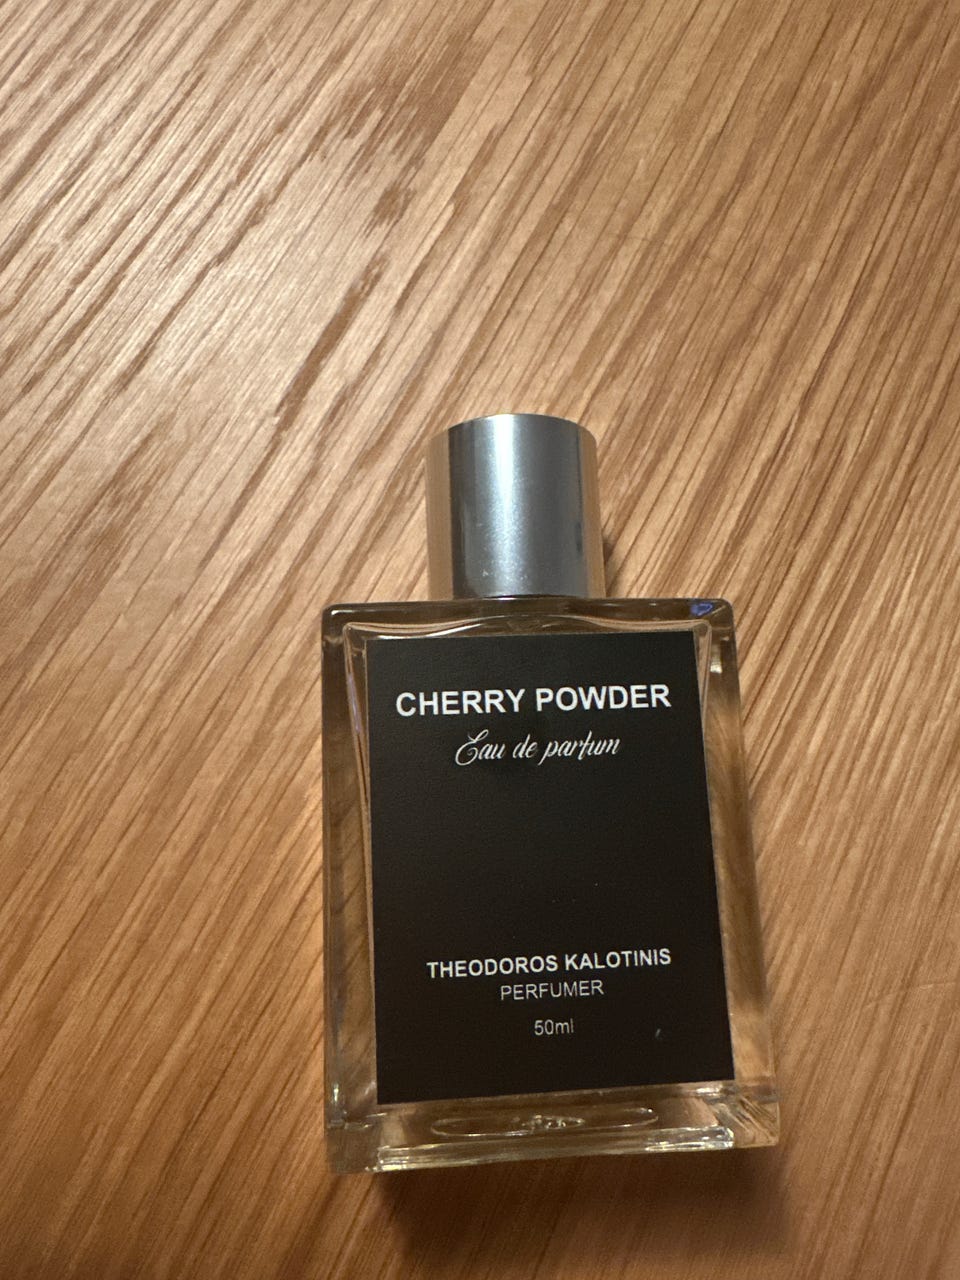 CHERRY POWDER
Eau de parfum
THEODOROS KALOTINIS
PERFUMER
50ml